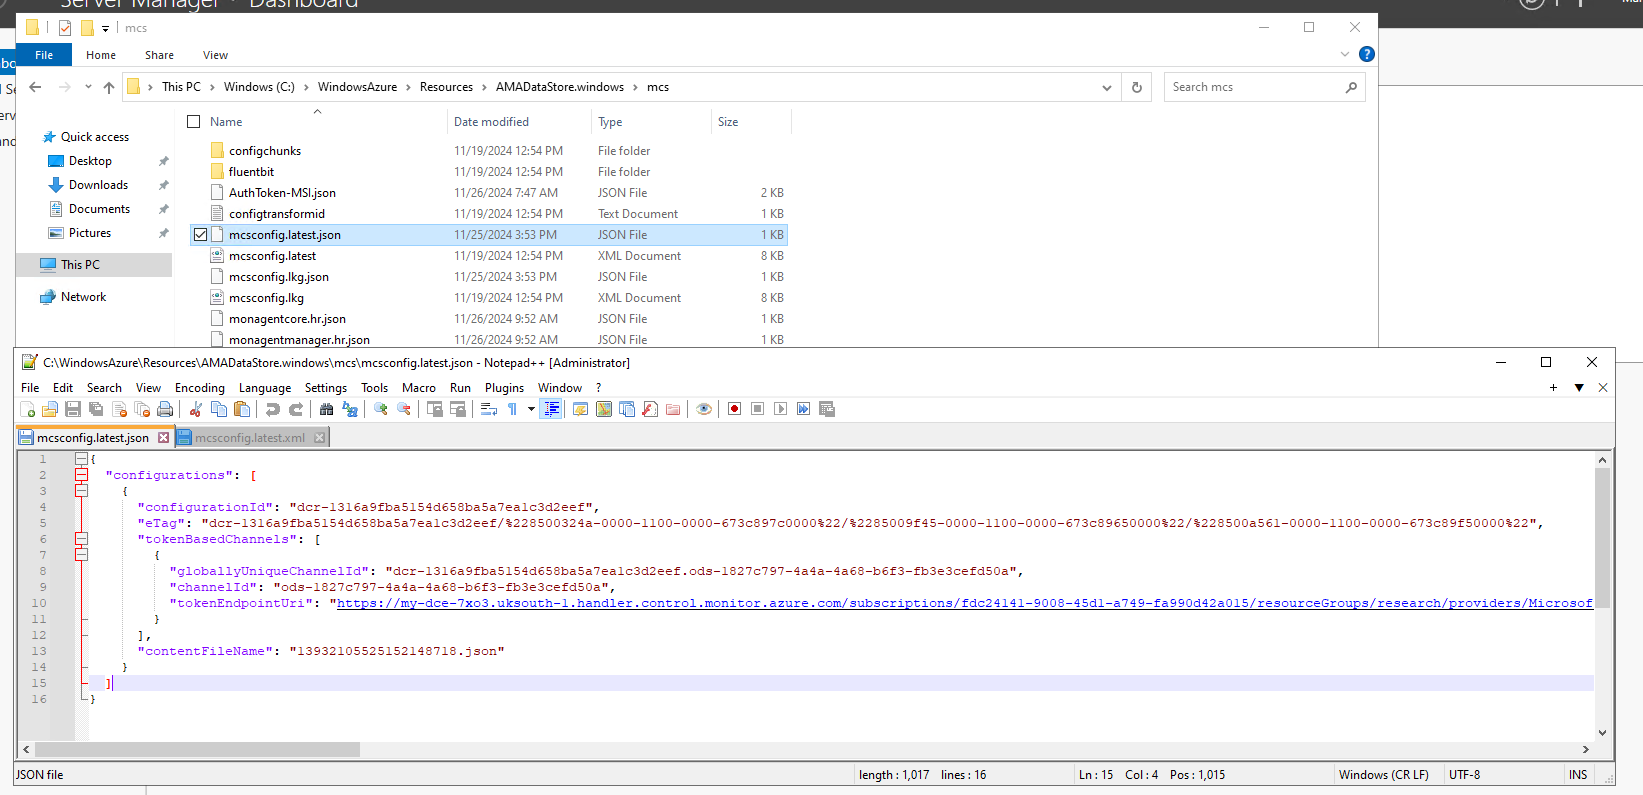 Server Manager · Dashboard
mcs
File Home Share View
This PC > Windows (C:) > WindowsAzure > Resources > AMADataStore.windows > mcs
Search mcs
Name Date modified Type Size
Quick access
Desktop
Downloads
Documents
Pictures
This PC
Network
configchunks 11/19/2024 12:54 PM File folder
fluentbit 11/19/2024 12:54 PM File folder
AuthToken-MSI.json 11/26/2024 7:47 AM JSON File 2 KB
configtransformid 11/19/2024 12:54 PM Text Document 1 KB
mcsconfig.latest.json 11/25/2024 3:53 PM JSON File 1 KB
mcsconfig.latest 11/19/2024 12:54 PM XML Document 8 KB
mcsconfig.lkg.json 11/25/2024 3:53 PM JSON File 1 KB
mcsconfig.lkg 11/19/2024 12:54 PM XML Document 8 KB
monagentcore.hr.json 11/26/2024 9:52 AM JSON File 1 KB
monagentmanager.hr.json 11/26/2024 9:52 AM JSON File 1 KB
C:\WindowsAzure\Resources\AMADataStore.windows\mcs\mcsconfig.latest.json - Notepad++ [Administrator]
File Edit Search View Encoding Language Settings Tools Macro Run Plugins Window ?
mcsconfig.latest.json mcsconfig.latest.xml
1 {
2 "configurations": [
3 {
4 "configurationId": "dcr-1316a9fba5154d658ba5a7ea1c3d2eef",
5 "eTag": "dcr-1316a9fba5154d658ba5a7ea1c3d2eef/%228500324a-0000-1100-0000-673c897c0000%22/%2285009f45-0000-1100-0000-673c89650000%22/%228500a561-0000-1100-0000-673c89f50000%22",
6 "tokenBasedChannels": [
7 {
8 "globallyUniqueChannelId": "dcr-1316a9fba5154d658ba5a7ea1c3d2eef.ods-1827c797-4a4a-4a68-b6f3-fb3e3cefd50a",
9 "channelId": "ods-1827c797-4a4a-4a68-b6f3-fb3e3cefd50a",
10 "tokenEndpointUri": "https://my-dce-7xo3.uksouth-1.handler.control.monitor.azure.com/subscriptions/fdc24141-9008-45d1-a749-fa990d42a015/resourceGroups/research/providers/Microsof
11 }
12 ],
13 "contentFileName": "13932105525152148718.json"
14 }
15 ]
16 }
JSON file length : 1,017 lines : 16 Ln : 15 Col : 4 Pos : 1,015 Windows (CR LF) UTF-8 INS